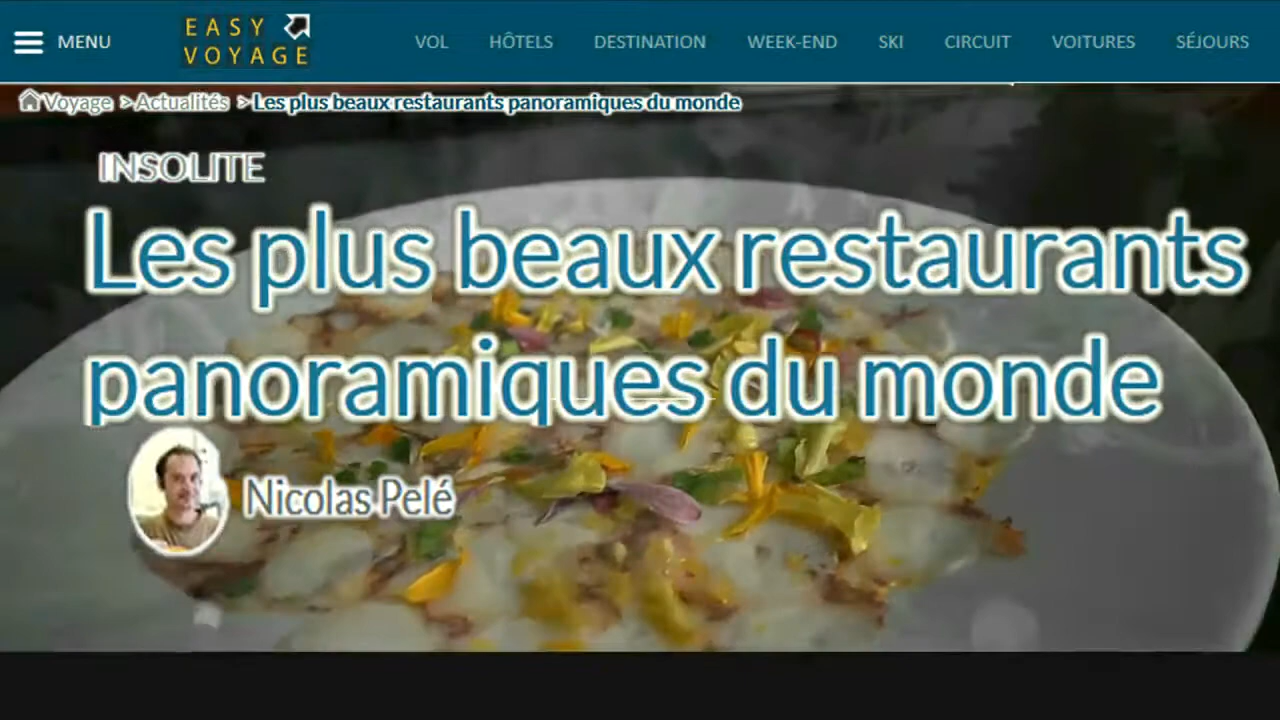 MENU
EASY
VOYAGE
VOL HÔTELS DESTINATION WEEK-END SKI CIRCUIT VOITURES SÉJOURS
Voyage > Actualités > Les plus beaux restaurants panoramiques du monde
INSOLITE
Les plus beaux restaurants
panoramiques du monde
Nicolas Pelé